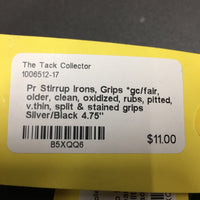 The Tack Collector
1006512-17
Pr Stirrup Irons, Grips *gc/fair,
older, clean, oxidized, rubs, pitted,
v.thin, split & stained grips
Silver/Black 4.75"
B5XQQ6
$11.00